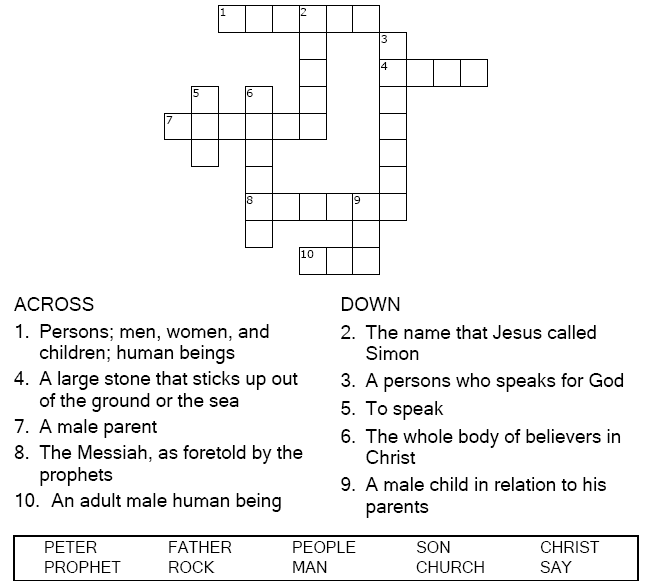 1 2
3
4
5 6
7
8 9
10
ACROSS
1. Persons; men, women, and
children; human beings
4. A large stone that sticks up out
of the ground or the sea
7. A male parent
8. The Messiah, as foretold by the
prophets
10. An adult male human being
DOWN
2. The name that Jesus called
Simon
3. A persons who speaks for God
5. To speak
6. The whole body of believers in
Christ
9. A male child in relation to his
parents
PETER FATHER PEOPLE SON CHRIST
PROPHET ROCK MAN CHURCH SAY